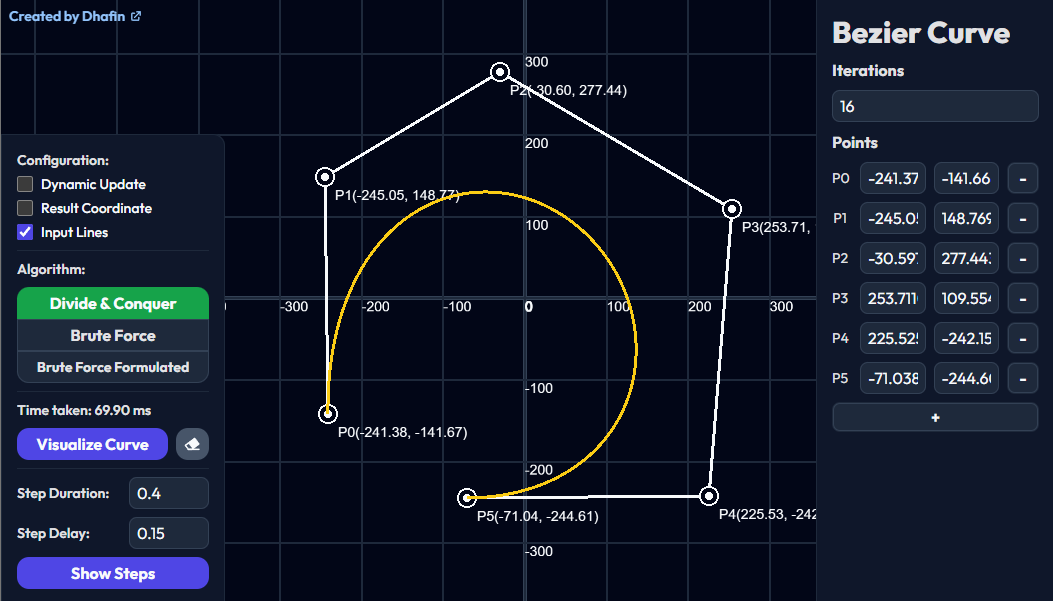 Created by Dhafin
Bezier Curve
Iterations
16
Points
P0 -241.37 -141.66 -
P1 -245.0 148.769 -
P2 -30.59 277.44 -
P3 253.711 109.554 -
P4 225.525 -242.15 -
P5 -71.038 -244.6 -
+
Configuration:
Dynamic Update
Result Coordinate
Input Lines
Algorithm:
Divide & Conquer
Brute Force
Brute Force Formulated
Time taken: 69.90 ms
Visualize Curve
Step Duration: 0.4
Step Delay: 0.15
Show Steps
300
P2(-30.60, 277.44)
200
P1(-245.05, 148.77)
100
P3(253.71,
-300 -200 -100 0 100 200 300
-100
P0(-241.38, -141.67)
-200
P5(-71.04, -244.61)
P4(225.53, -242
-300